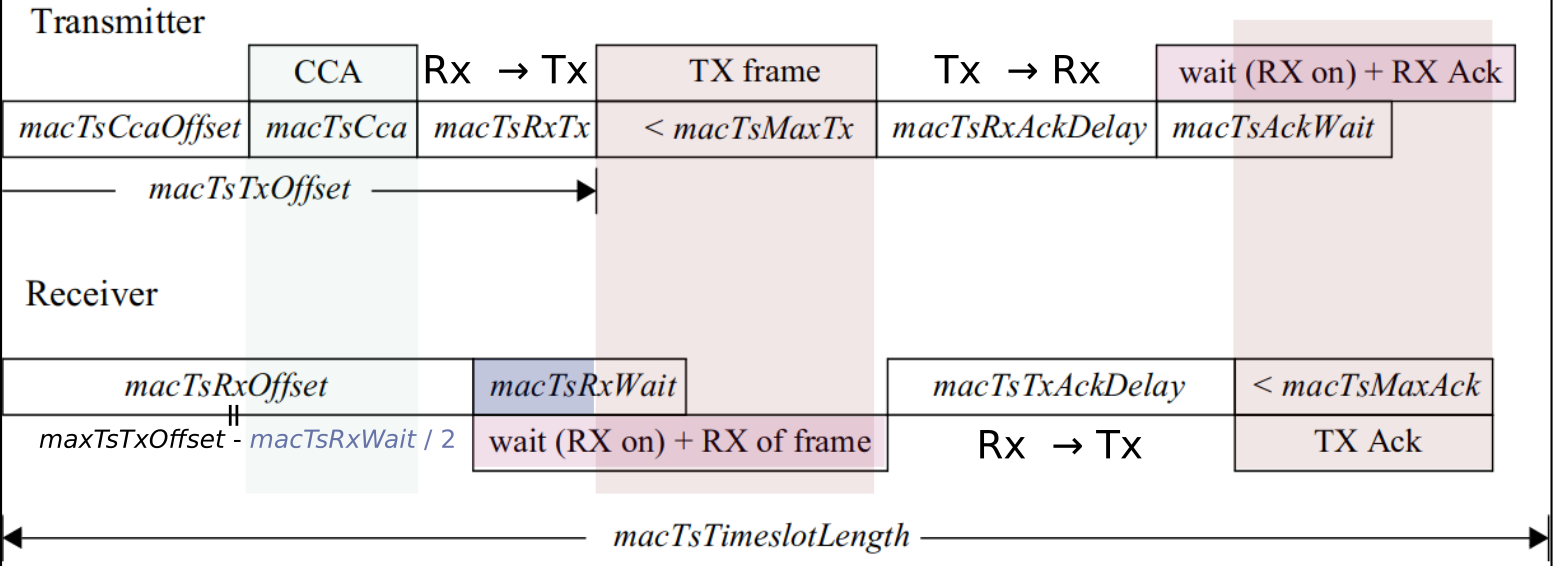 Transmitter
CCA Rx → Tx TX frame Tx → Rx wait (RX on) + RX Ack
macTsCcaOffset macTsCca macTsRxTx < macTsMaxTx macTsRxAckDelay macTsAckWait
macTsTxOffset
Receiver
macTsRxOffset macTsRxWait macTsTxAckDelay < macTsMaxAck
=
maxTsTxOffset - macTsRxWait / 2 wait (RX on) + RX of frame Rx → Tx TX Ack
macTsTimeslotLength